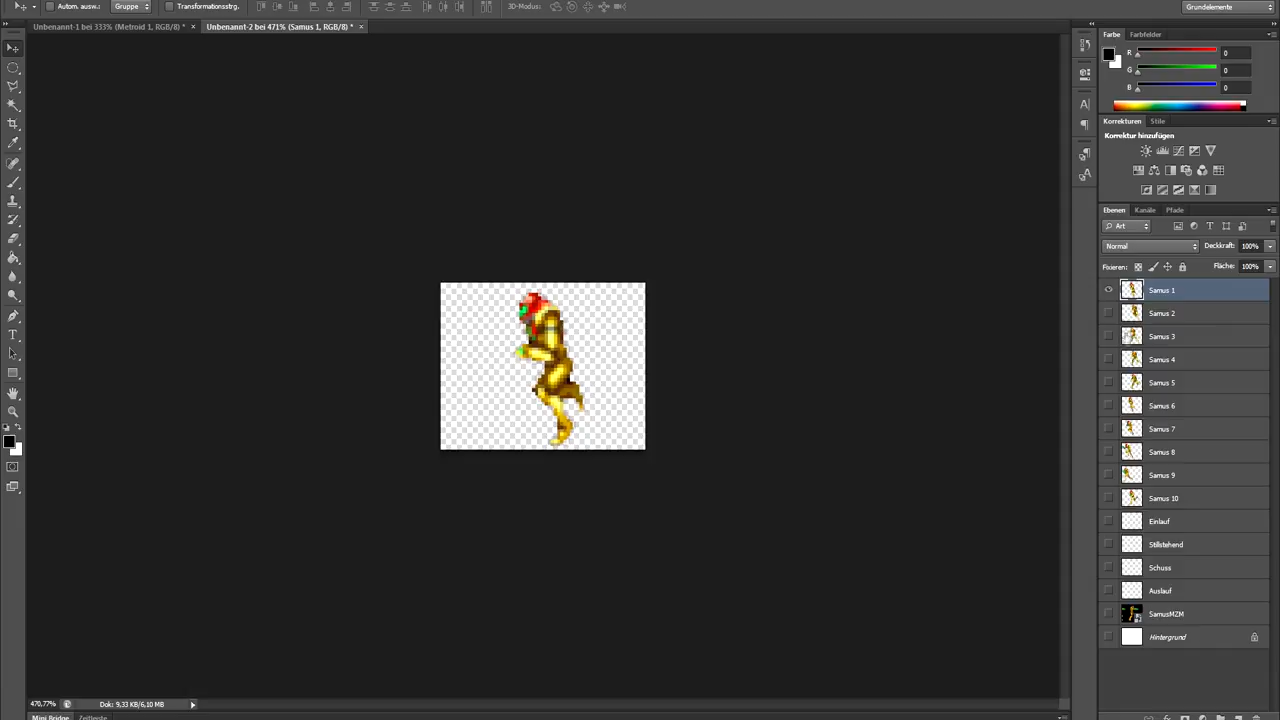 Autom. ausw.: Gruppe Transformationsstrg. 3D-Modus: Grundelemente
Unbenannt-1 bei 333% (Metroid 1, RGB/8) * × Unbenannt-2 bei 471% (Samus 1, RGB/8) * ×
Farbe Farbfelder
R 0
G 0
B 0
Korrekturen Stile
Korrektur hinzufügen
Ebenen Kanäle Pfade
Art
Normal Deckkraft: 100%
Fixieren: Fläche: 100%
Samus 1
Samus 2
Samus 3
Samus 4
Samus 5
Samus 6
Samus 7
Samus 8
Samus 9
Samus 10
Einlauf
Stillstehend
Schuss
Auslauf
SamusMZM
Hintergrund
470,77% Dok: 9,33 KB/6,10 MB
Mini Bridge Zeitleiste